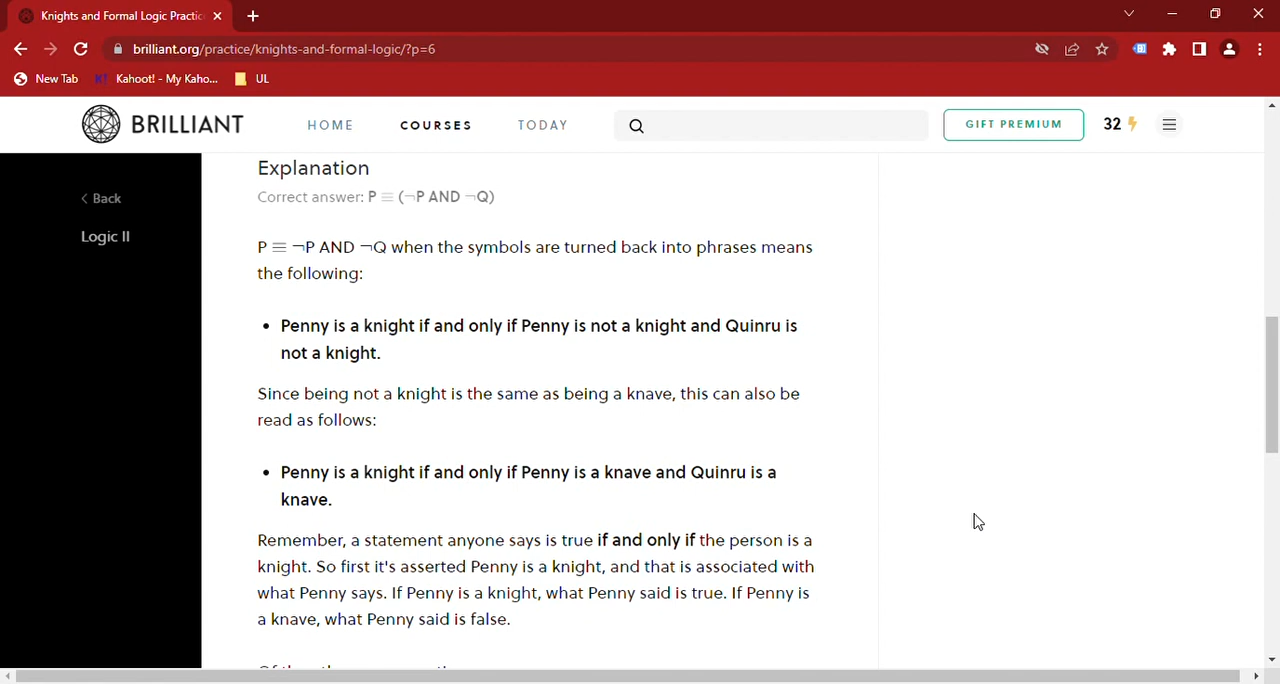 Knights and Formal Logic Practic
brilliant.org/practice/knights-and-formal-logic/?p=6
New Tab
K! Kahoot! - My Kaho...
UL
BRILLIANT
HOME
COURSES
TODAY
GIFT PREMIUM
32
< Back
Logic II
Explanation
Correct answer: P ≡ (¬P AND ¬Q)
P ≡ ¬P AND ¬Q when the symbols are turned back into phrases means
the following:
• Penny is a knight if and only if Penny is not a knight and Quinru is
not a knight.
Since being not a knight is the same as being a knave, this can also be
read as follows:
• Penny is a knight if and only if Penny is a knave and Quinru is a
knave.
Remember, a statement anyone says is true if and only if the person is a
knight. So first it's asserted Penny is a knight, and that is associated with
what Penny says. If Penny is a knight, what Penny said is true. If Penny is
a knave, what Penny said is false.